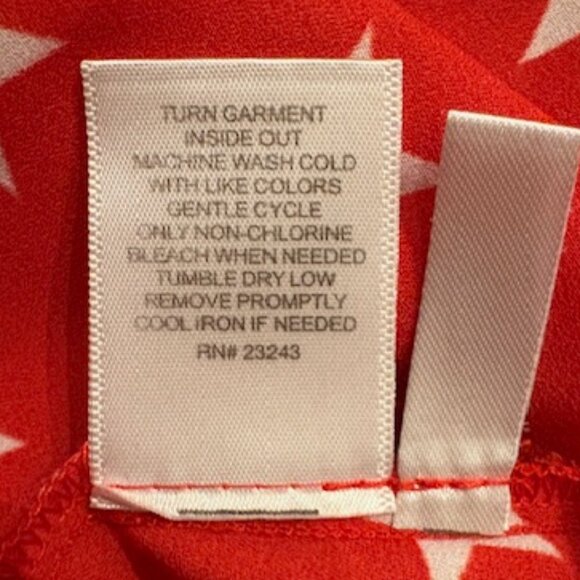 TURN GARMENT
INSIDE OUT
MACHINE WASH COLD
WITH LIKE COLORS
GENTLE CYCLE
ONLY NON-CHLORINE
BLEACH WHEN NEEDED
TUMBLE DRY LOW
REMOVE PROMPTLY
COOL IRON IF NEEDED
RN# 23243